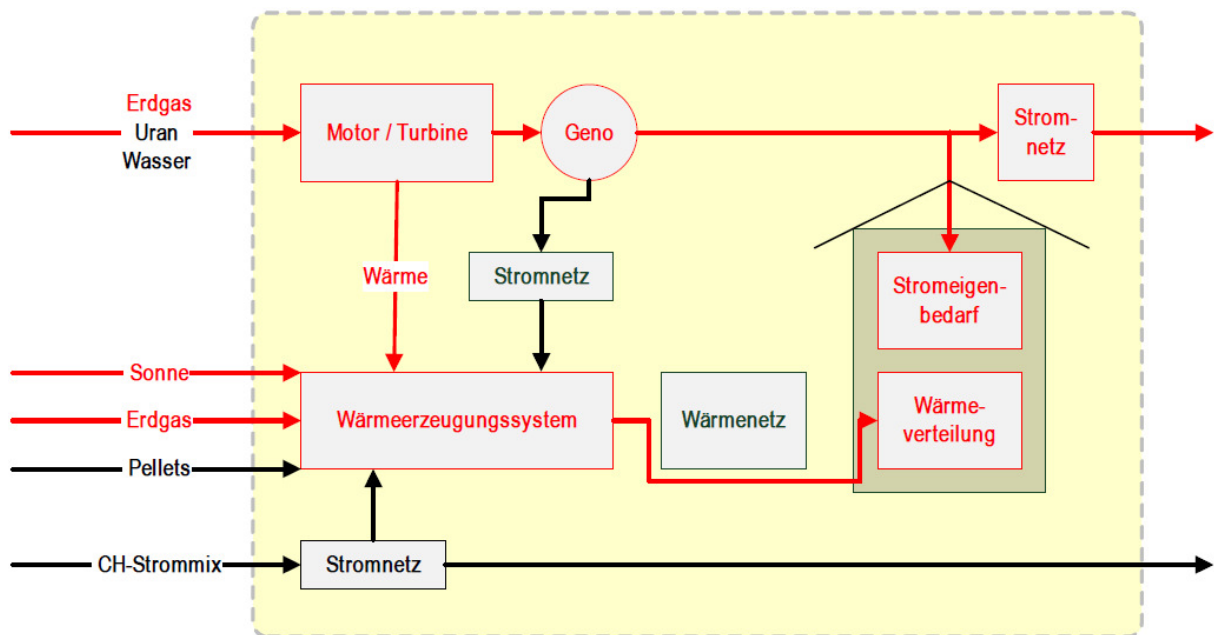 Erdgas
Uran
Wasser
Motor / Turbine
Geno
Strom-
netz
Wärme
Stromnetz
Stromeigen-
bedarf
Sonne
Erdgas
Pellets
Wärmeerzeugungssystem
Wärmenetz
Wärme-
verteilung
CH-Strommix
Stromnetz